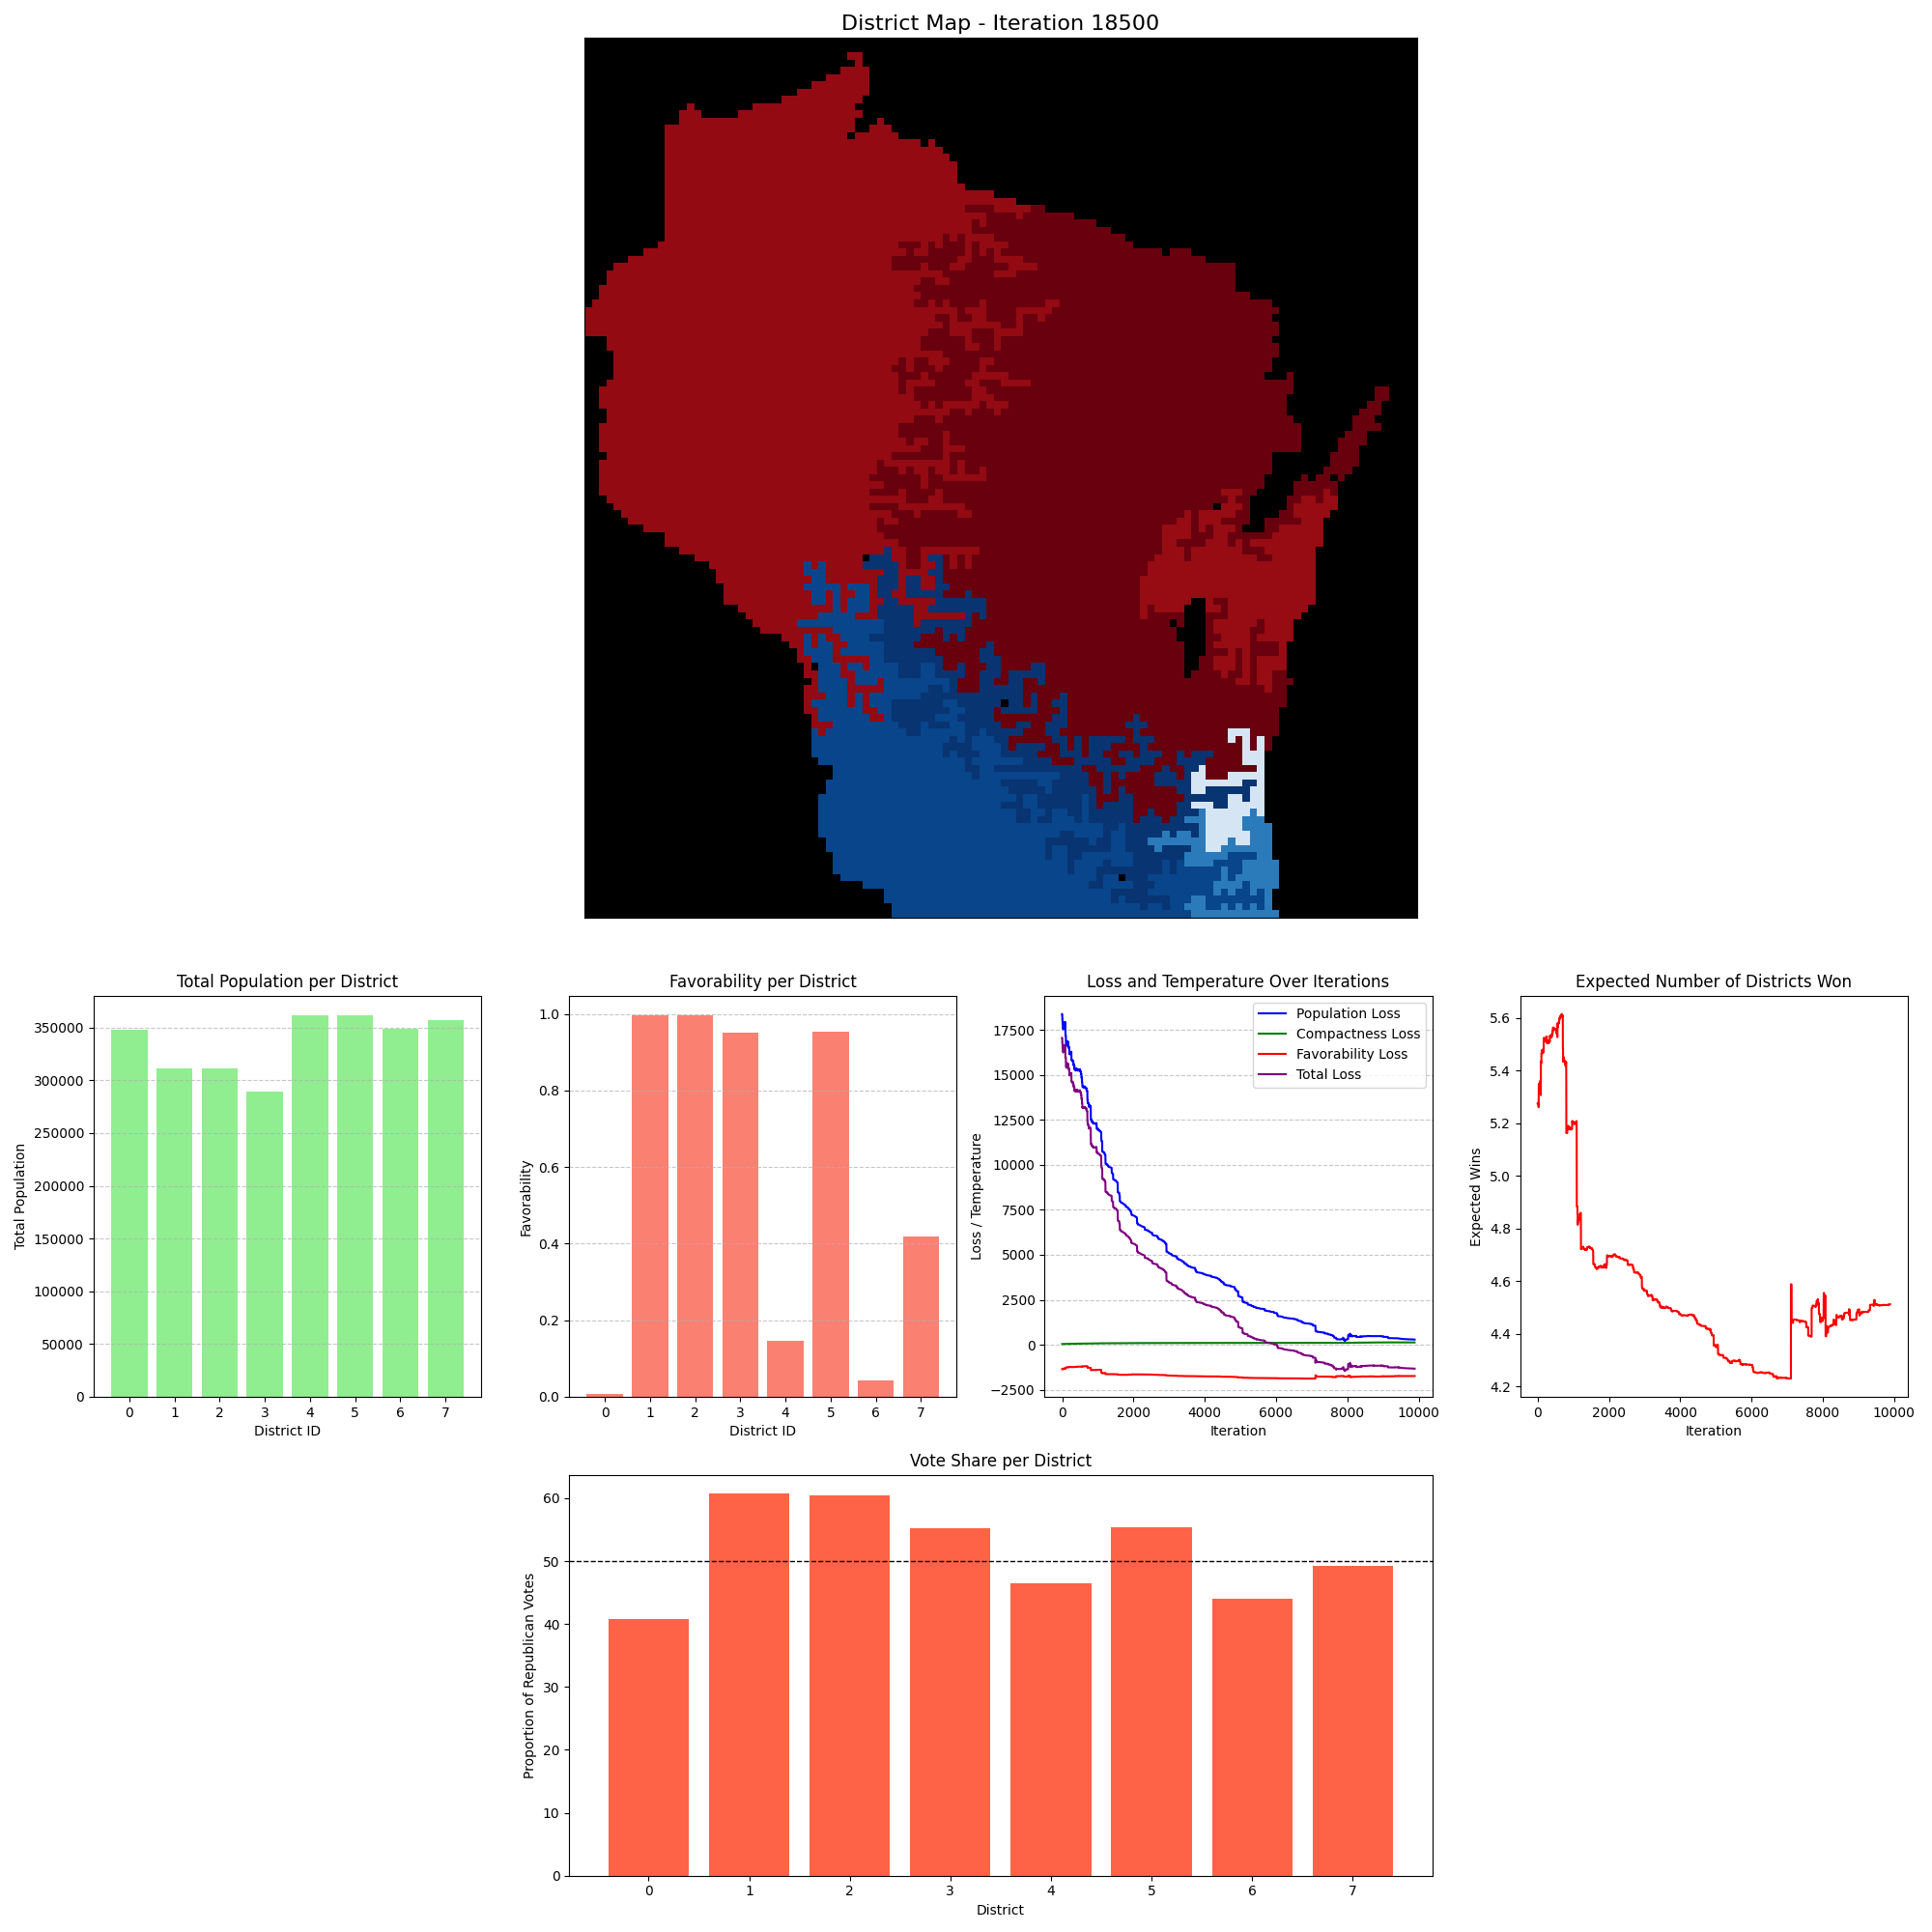 District Map - Iteration 18500
Total Population per District
Total Population
350000
300000
250000
200000
150000
100000
50000
0
0 1 2 3 4 5 6 7
District ID
Favorability per District
Favorability
1.0
0.8
0.6
0.4
0.2
0.0
0 1 2 3 4 5 6 7
District ID
Loss and Temperature Over Iterations
Loss / Temperature
17500
15000
12500
10000
7500
5000
2500
0
−2500
Population Loss
Compactness Loss
Favorability Loss
Total Loss
0 2000 4000 6000 8000 10000
Iteration
Expected Number of Districts Won
Expected Wins
5.6
5.4
5.2
5.0
4.8
4.6
4.4
4.2
0 2000 4000 6000 8000 10000
Iteration
Vote Share per District
Proportion of Republican Votes
60
50
40
30
20
10
0
0 1 2 3 4 5 6 7
District